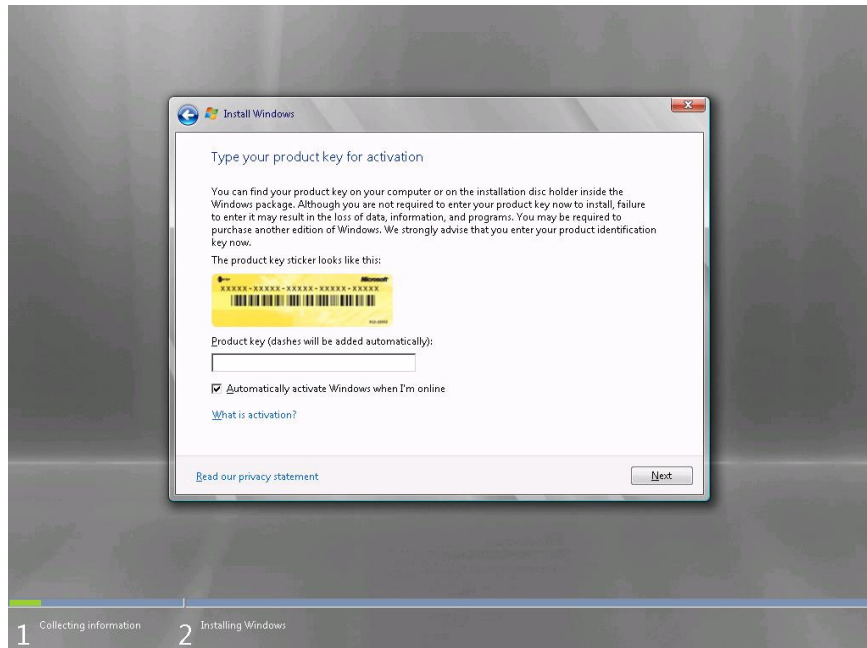 Install Windows
Type your product key for activation
You can find your product key on your computer or on the installation disc holder inside the
Windows package. Although you are not required to enter your product key now to install, failure
to enter it may result in the loss of data, information, and programs. You may be required to
purchase another edition of Windows. We strongly advise that you enter your product identification
key now.
The product key sticker looks like this:
Microsoft
XXXXX-XXXXX-XXXXX-XXXXX-XXXXX
Product key (dashes will be added automatically):
Automatically activate Windows when I'm online
What is activation?
Read our privacy statement
Next
1 Collecting information
2 Installing Windows